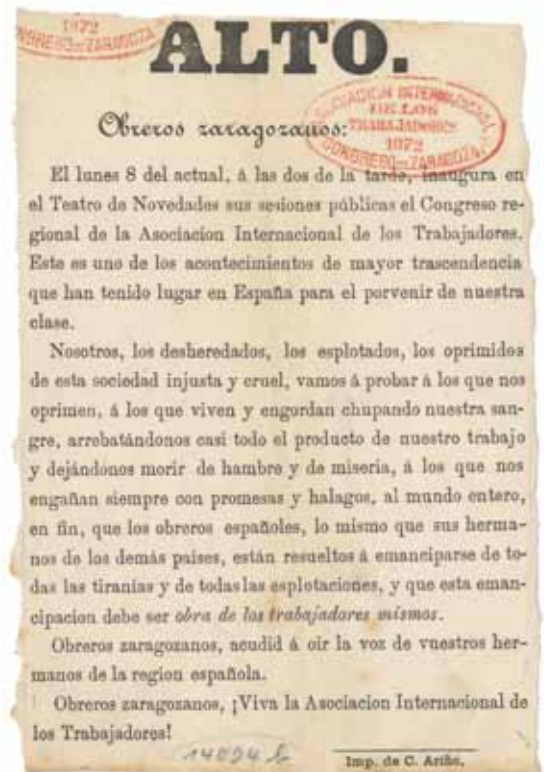 1872
CONGRESO DE ZARAGOZA
ALTO.
ASOCIACION INTERNACIONAL
DE LOS
TRABAJADORES
1872
CONGRESO DE ZARAGOZA
Obreros zaragozanos:
El lunes 8 del actual, á las dos de la tarde, inaugura en
el Teatro de Novedades sus sesiones públicas el Congreso re-
gional de la Asociacion Internacional de los Trabajadores.
Este es uno de los acontecimientos de mayor trascendencia
que han tenido lugar en España para el porvenir de nuestra
clase.
Nosotros, los desheredados, los esplotados, los oprimidos
de esta sociedad injusta y cruel, vamos á probar á los que nos
oprimen, á los que viven y engordan chupando nuestra san-
gre, arrebatándonos casi todo el producto de nuestro trabajo
y dejándonos morir de hambre y de miseria, á los que nos
engañan siempre con promesas y halagos, al mundo entero,
en fin, que los obreros españoles, lo mismo que sus herma-
nos de los demás paises, están resueltos á emanciparse de to-
das las tiranías y de todas las esplotaciones, y que esta eman-
cipacion debe ser obra de los trabajadores mismos.
Obreros zaragozanos, acudid á oir la voz de vuestros her-
manos de la region española.
Obreros zaragozanos, ¡Viva la Asociacion Internacional de
los Trabajadores!
Imp. de C. Ariño.